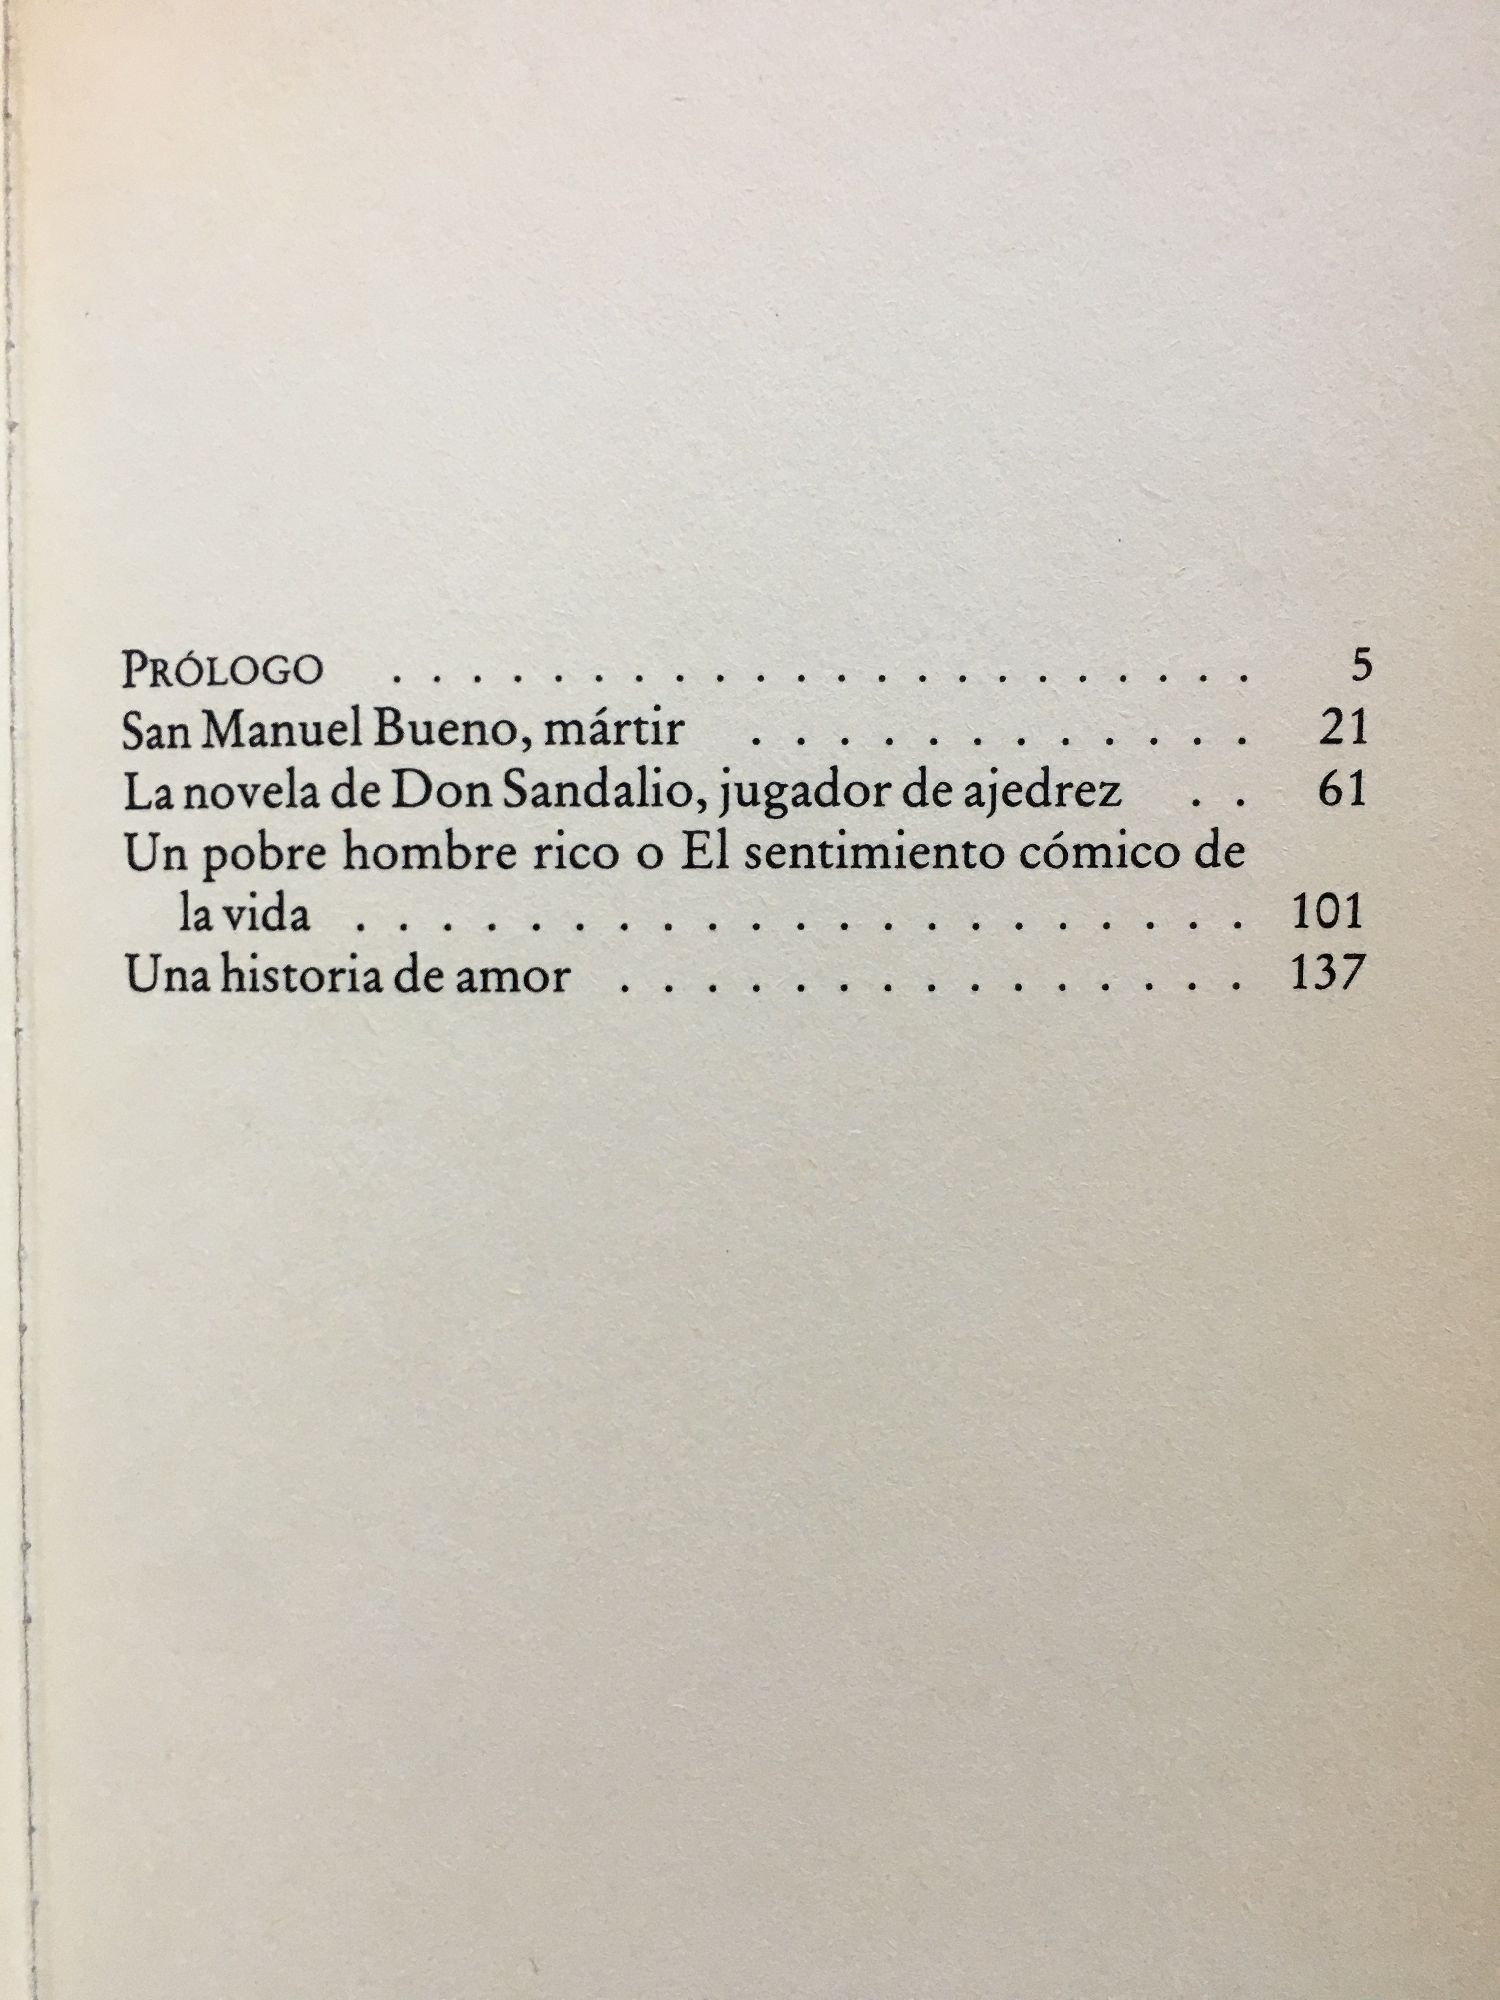 PRÓLOGO . . . . . . . . . . . . . . . . . . . . . . 5
San Manuel Bueno, mártir . . . . . . . . . . . . 21
La novela de Don Sandalio, jugador de ajedrez . . 61
Un pobre hombre rico o El sentimiento cómico de
la vida . . . . . . . . . . . . . . . . . . . . . 101
Una historia de amor . . . . . . . . . . . . . . . 137